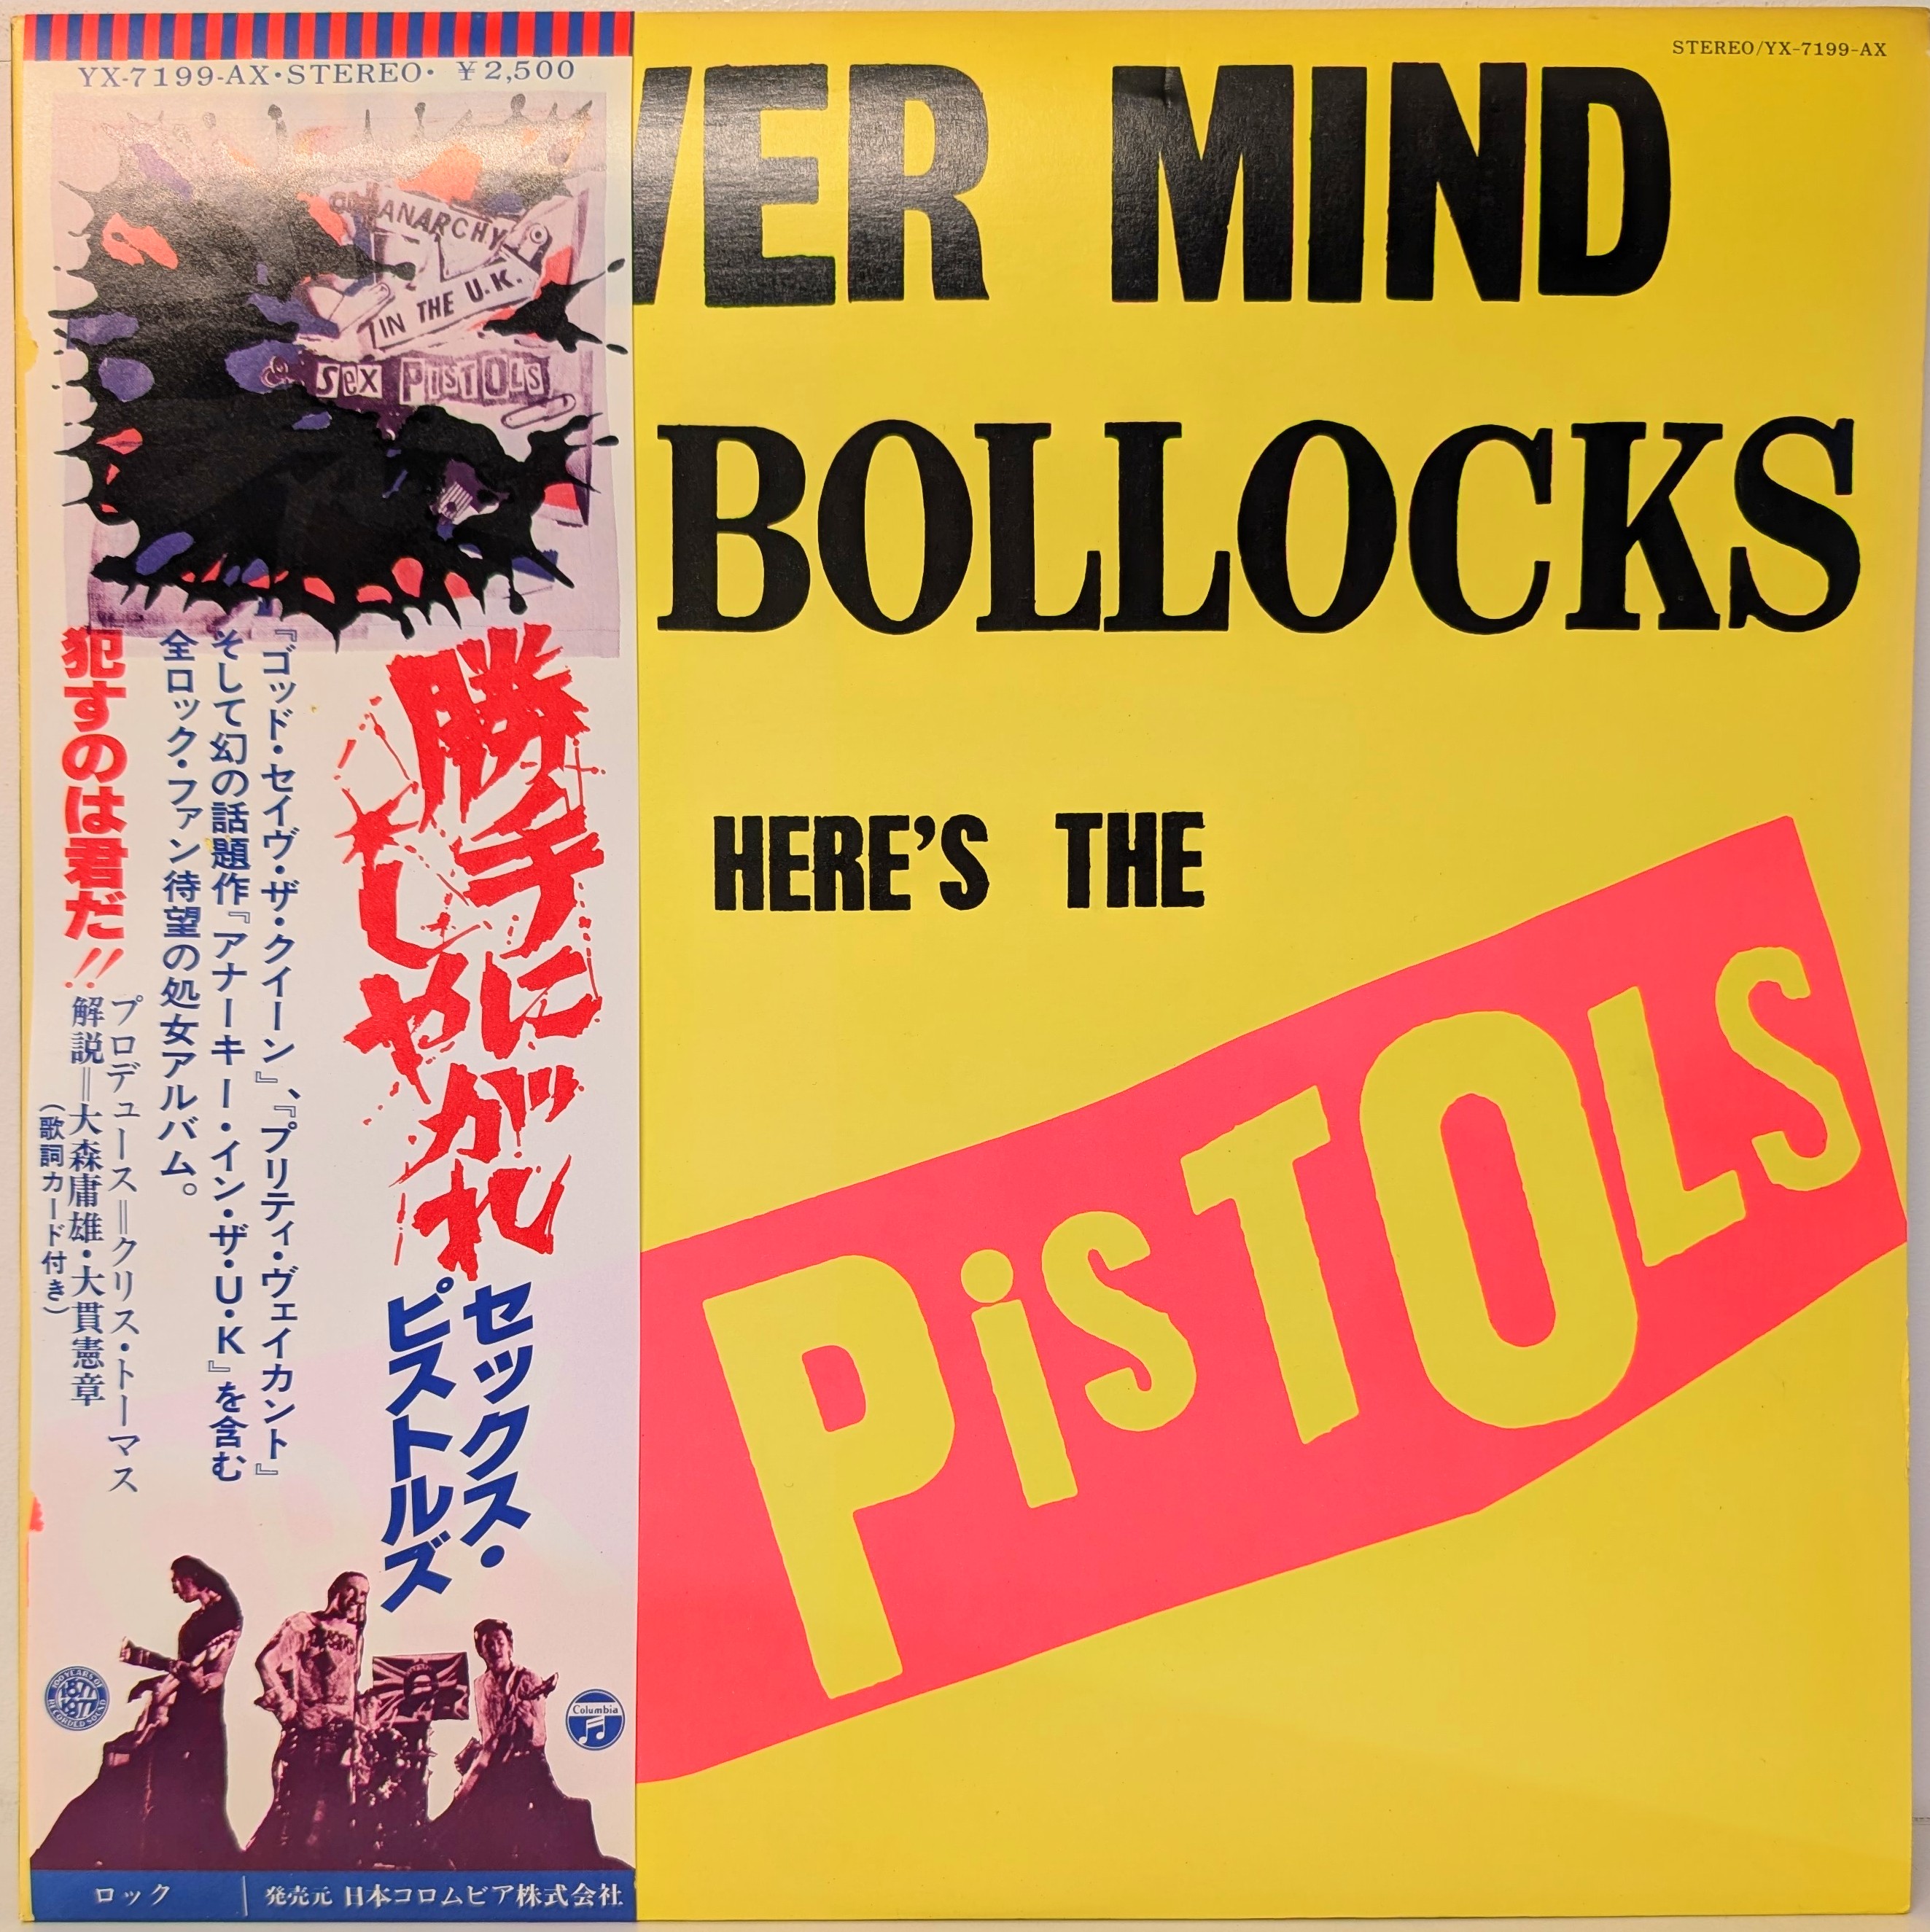 YX-7199-AX・STEREO・ ¥2,500
ANARCHY
IN THE U.K.
SEX PISTOLS
勝手に
しやがれ
セックス・
ピストルズ
『ゴッド・セイヴ・ザ・クイーン』、『プリティ・ヴェイカント』
そして幻の話題作『アナーキー・イン・ザ・U・K』を含む
全ロック・ファン待望の処女アルバム。
犯すのは君だ!!
プロデュース=クリス・トーマス
解説=大森庸雄・大貫憲章
(歌詞カード付き)
100 YEARS OF
1877
1977
RECORDED SOUND
Columbia
ロック
発売元 日本コロムビア株式会社
STEREO/YX-7199-AX
VER MIND
BOLLOCKS
HERE'S THE
PiSTOLS